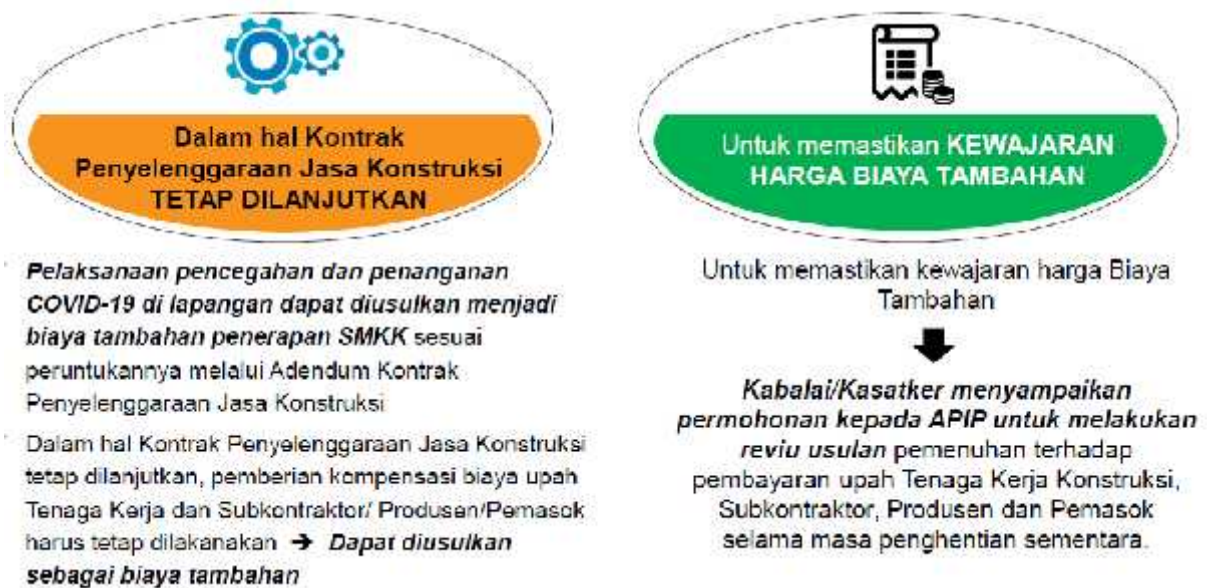 Dalam hal Kontrak
Penyelenggaraan Jasa Konstruksi
TETAP DILANJUTKAN
Pelaksanaan pencegahan dan penanganan
COVID-19 di lapangan dapat diusulkan menjadi
biaya tambahan penerapan SMKK sesuai
peruntukannya melalui Adendum Kontrak
Penyelenggaraan Jasa Konstruksi
Dalam hal Kontrak Penyelenggaraan Jasa Konstruksi
tetap dilanjutkan, pemberian kompensasi biaya upah
Tenaga Kerja dan Subkontraktor/ Produsen/Pemasok
harus tetap dilakanakan → Dapat diusulkan
sebagai biaya tambahan
Untuk memastikan KEWAJARAN
HARGA BIAYA TAMBAHAN
Untuk memastikan kewajaran harga Biaya
Tambahan
Kabalai/Kasatker menyampaikan
permohonan kepada APIP untuk melakukan
reviu usulan pemenuhan terhadap
pembayaran upah Tenaga Kerja Konstruksi,
Subkontraktor, Produsen dan Pemasok
selama masa penghentian sementara.